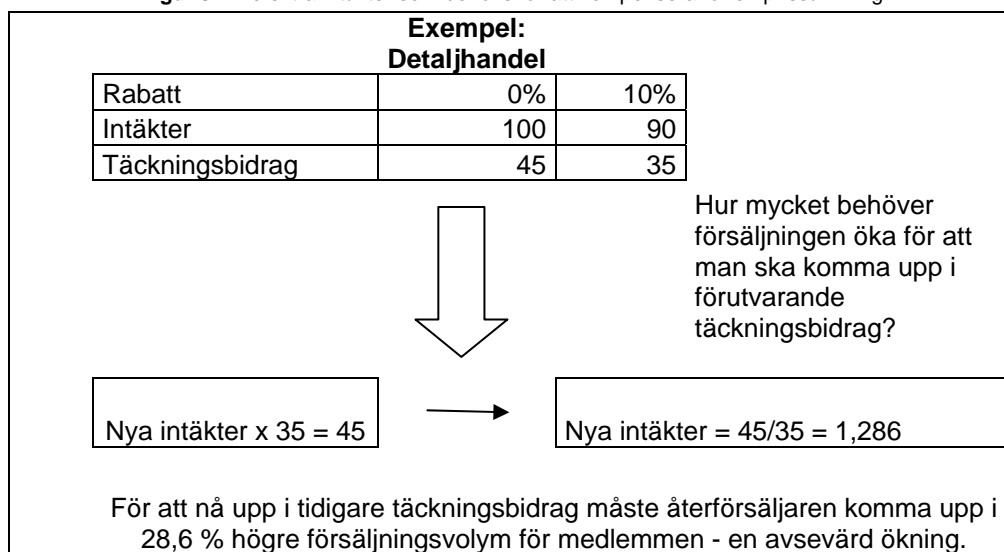 Exempel:
Detaljhandel
Rabatt 0% 10%
Intäkter 100 90
Täckningsbidrag 45 35
Hur mycket behöver
försäljningen öka för att
man ska komma upp i
förutvarande
täckningsbidrag?
Nya intäkter x 35 = 45
Nya intäkter = 45/35 = 1,286
För att nå upp i tidigare täckningsbidrag måste återförsäljaren komma upp i
28,6 % högre försäljningsvolym för medlemmen - en avsevärd ökning.